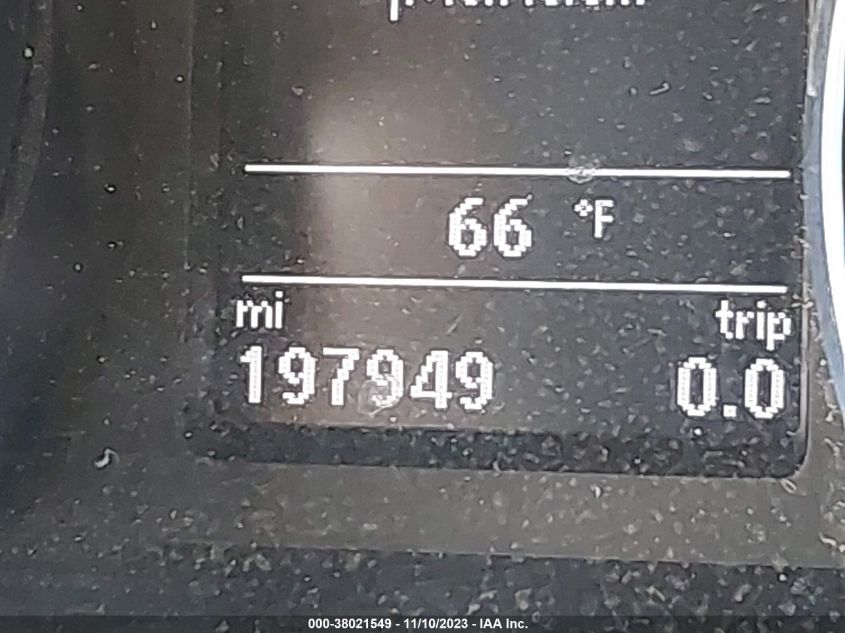 66 °F
mi trip
197949 0.0
000-38021549 - 11/10/2023 - IAA Inc.